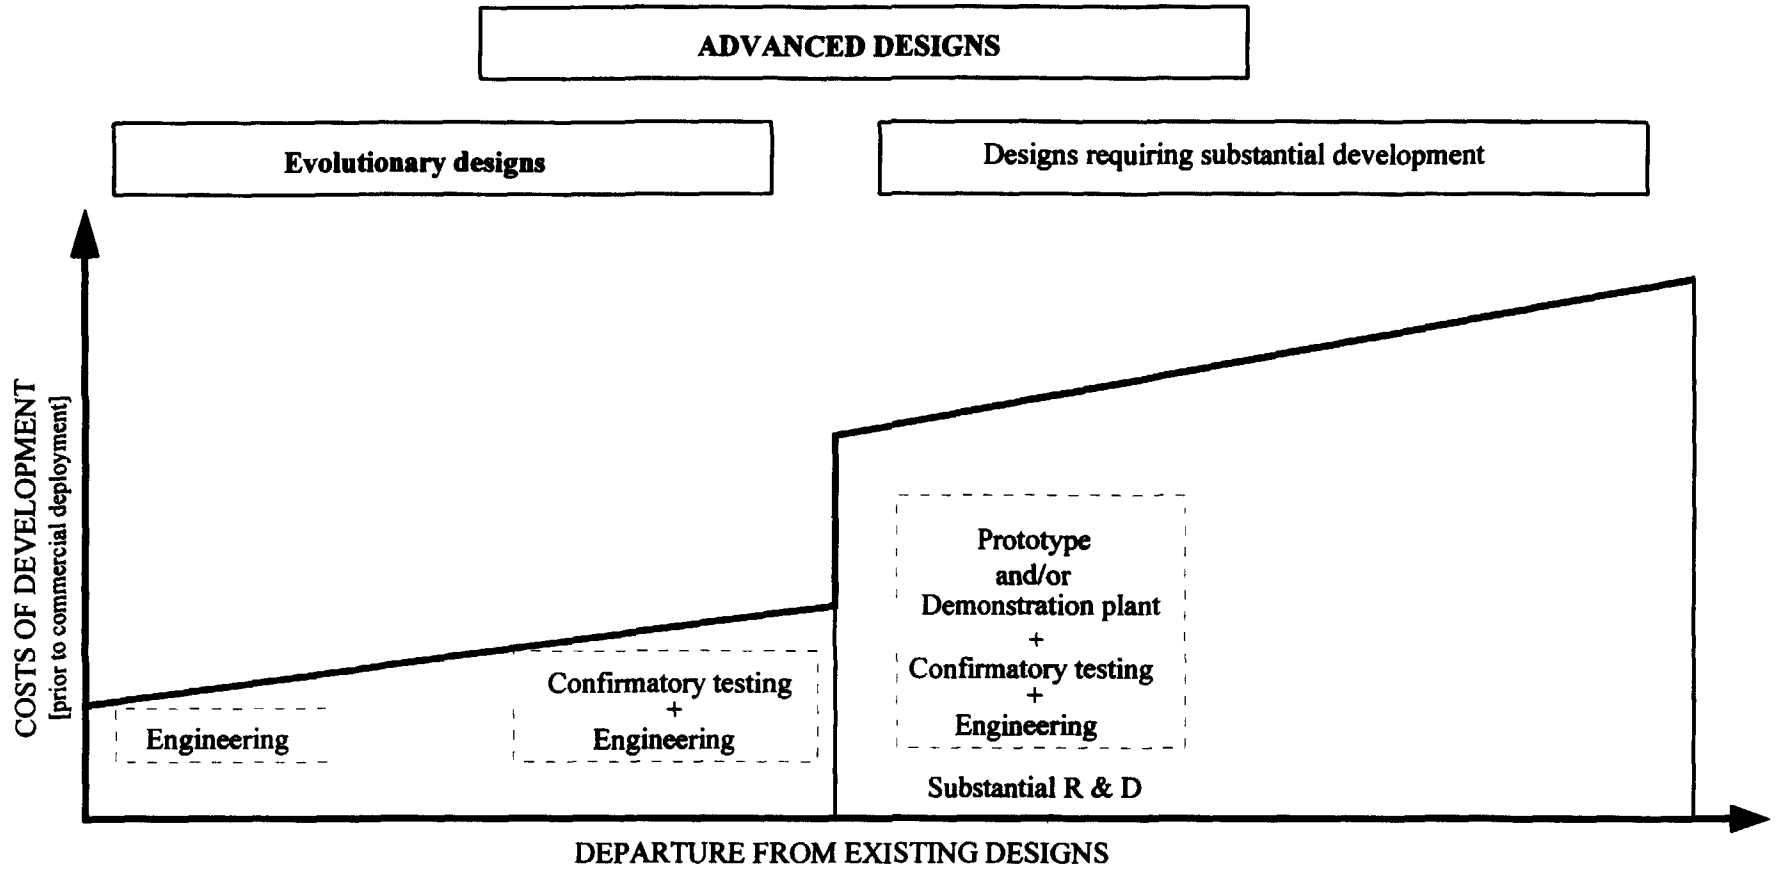 ADVANCED DESIGNS
Evolutionary designs
Designs requiring substantial development
COSTS OF DEVELOPMENT
[prior to commercial deployment]
Engineering
Confirmatory testing
+
Engineering
Prototype
and/or
Demonstration plant
+
Confirmatory testing
+
Engineering
Substantial R & D
DEPARTURE FROM EXISTING DESIGNS